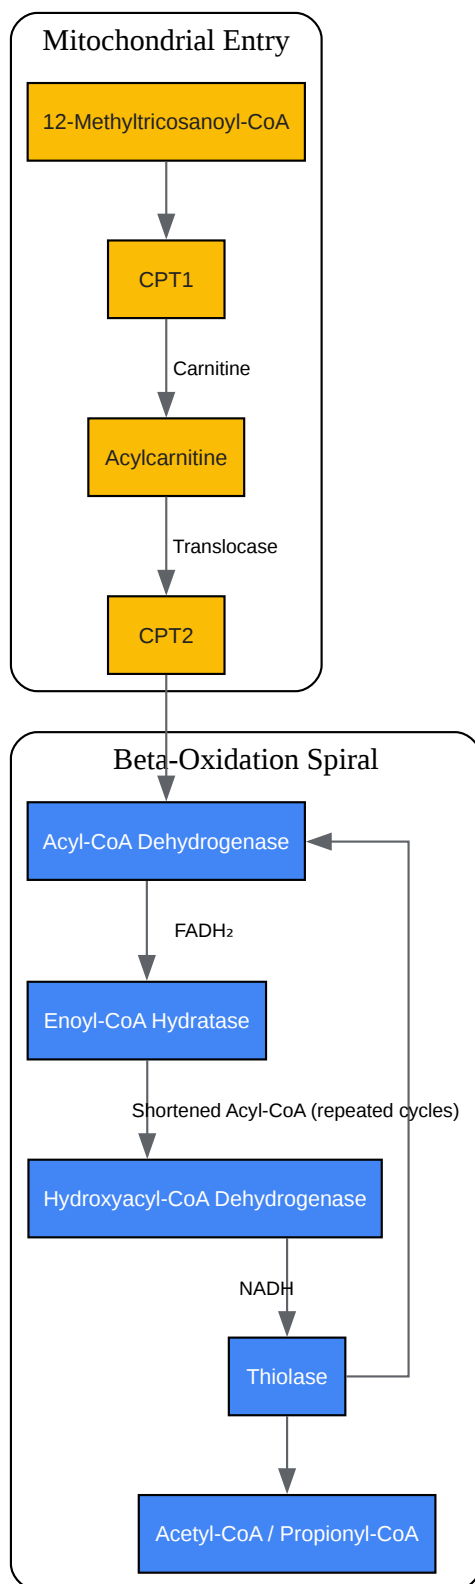 Mitochondrial Entry
12-Methyltricosanoyl-CoA
CPT1
Carnitine
Acylcarnitine
Translocase
CPT2
Beta-Oxidation Spiral
Acyl-CoA Dehydrogenase
FADH₂
Enoyl-CoA Hydratase
Shortened Acyl-CoA (repeated cycles)
Hydroxyacyl-CoA Dehydrogenase
NADH
Thiolase
Acetyl-CoA / Propionyl-CoA